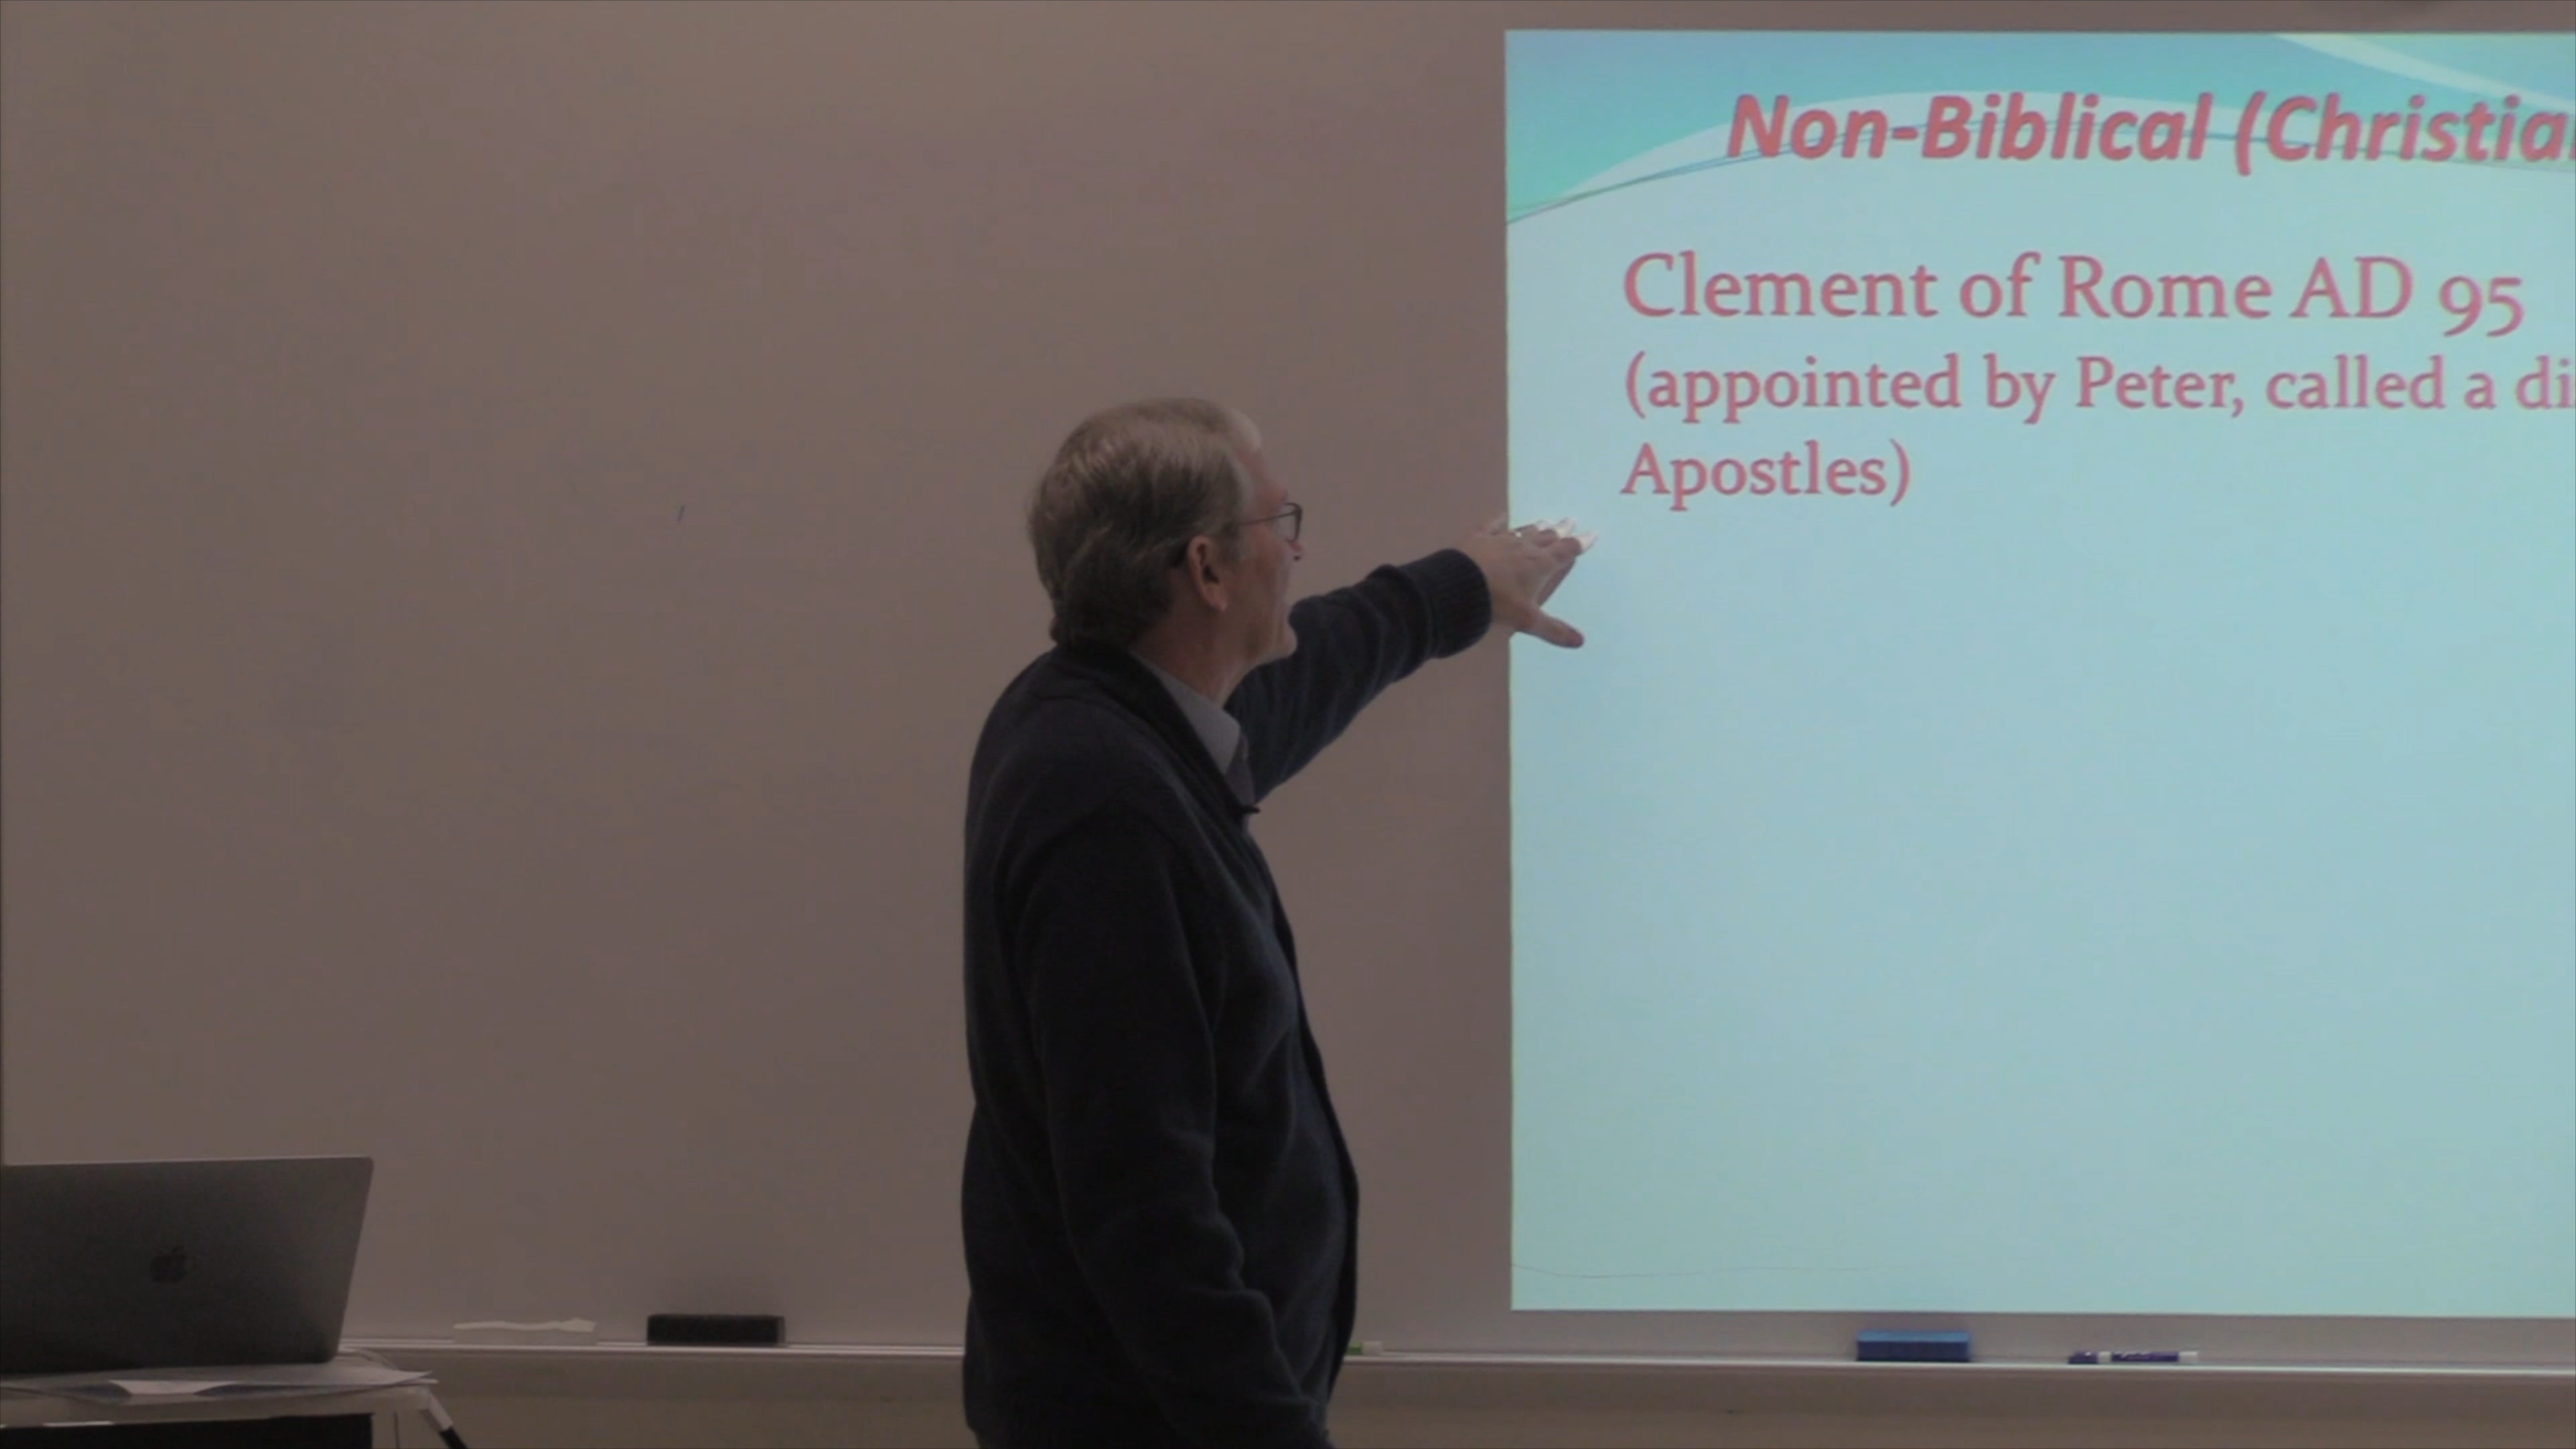 Non-Biblical (Christia
Clement of Rome AD 95
(appointed by Peter, called a di
Apostles)